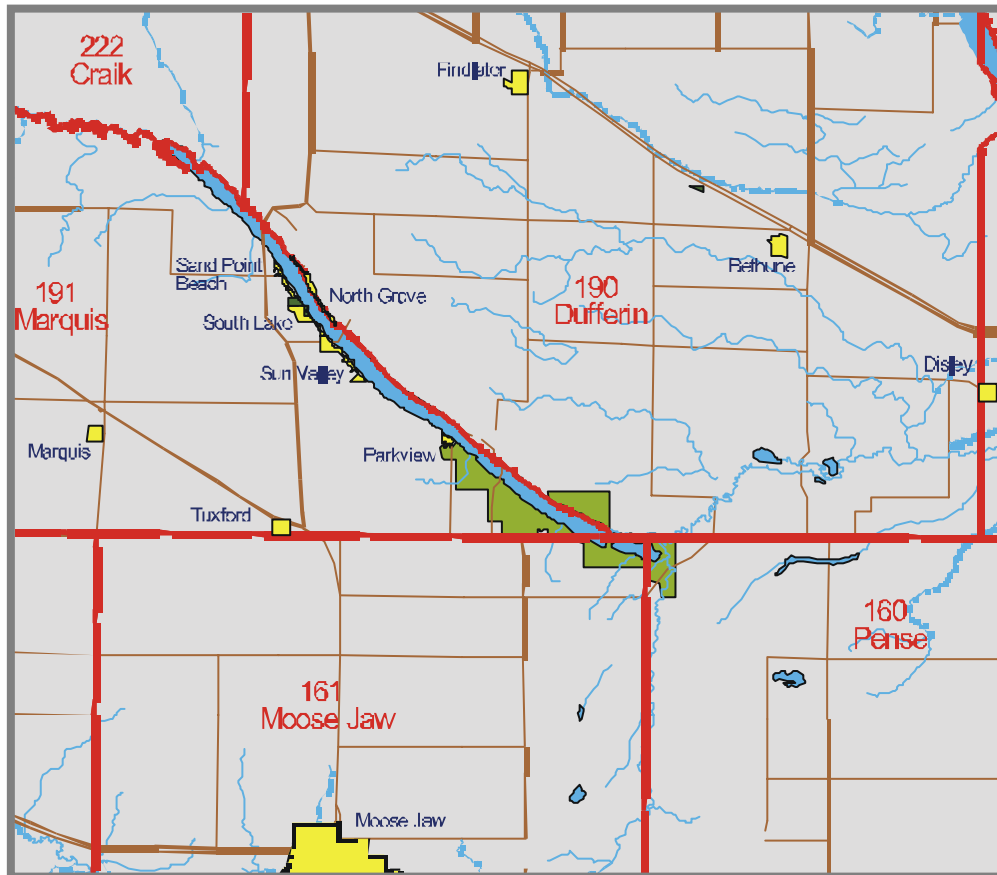 222
Craik
Findlater
Bethune
Sand Point
Beach
North Grove
190
Dufferin
191
Marquis
South Lake
Sun Valley
Disley
Marquis
Parkview
Tuxford
160
Pense
161
Moose Jaw
Moose Jaw